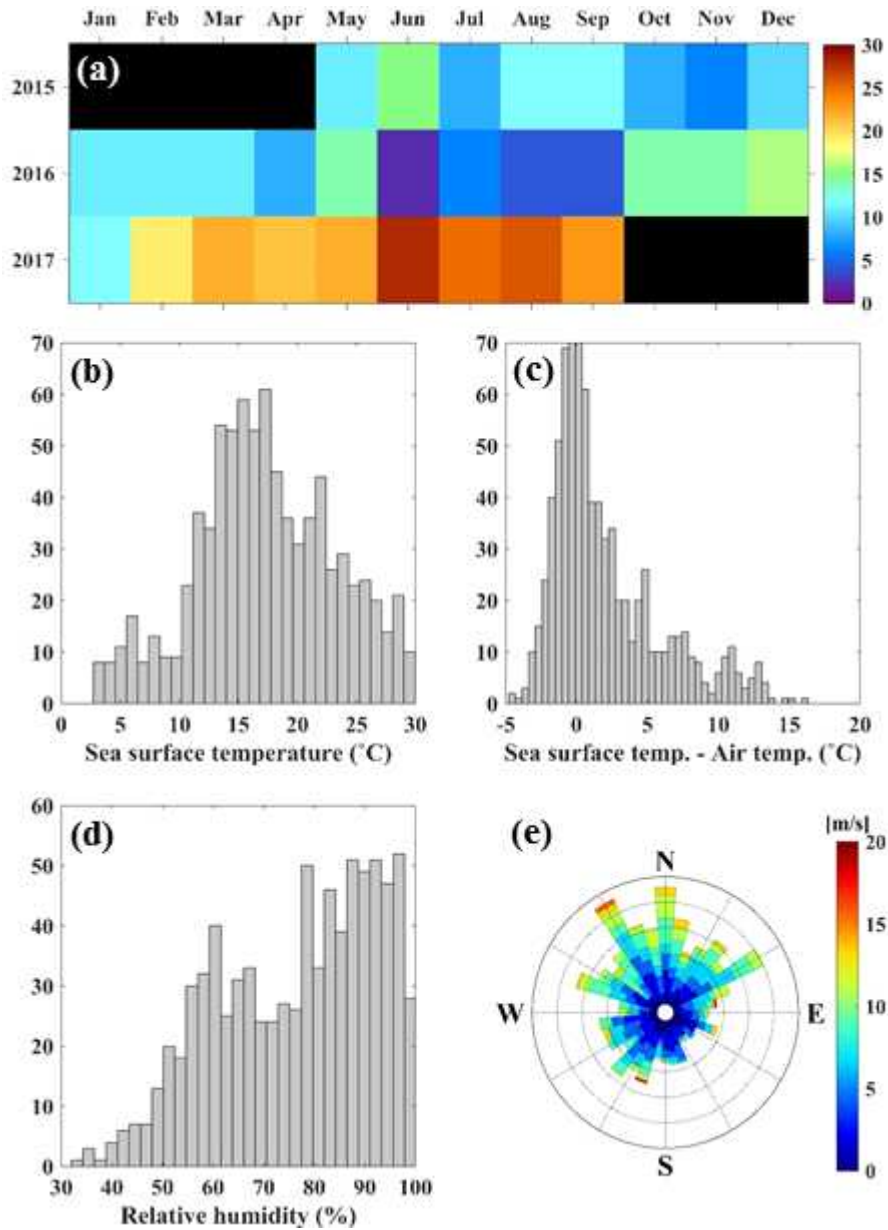 Jan Feb Mar Apr May Jun Jul Aug Sep Oct Nov Dec
(a)
2015
2016
2017
30
25
20
15
10
5
0
(b)
70
60
50
40
30
20
10
0
0 5 10 15 20 25 30
Sea surface temperature (˚C)
(c)
70
60
50
40
30
20
10
0
-5 0 5 10 15 20
Sea surface temp. - Air temp. (˚C)
(d)
60
50
40
30
20
10
0
30 40 50 60 70 80 90 100
Relative humidity (%)
(e)
[m/s]
N
W E
S
20
15
10
5
0